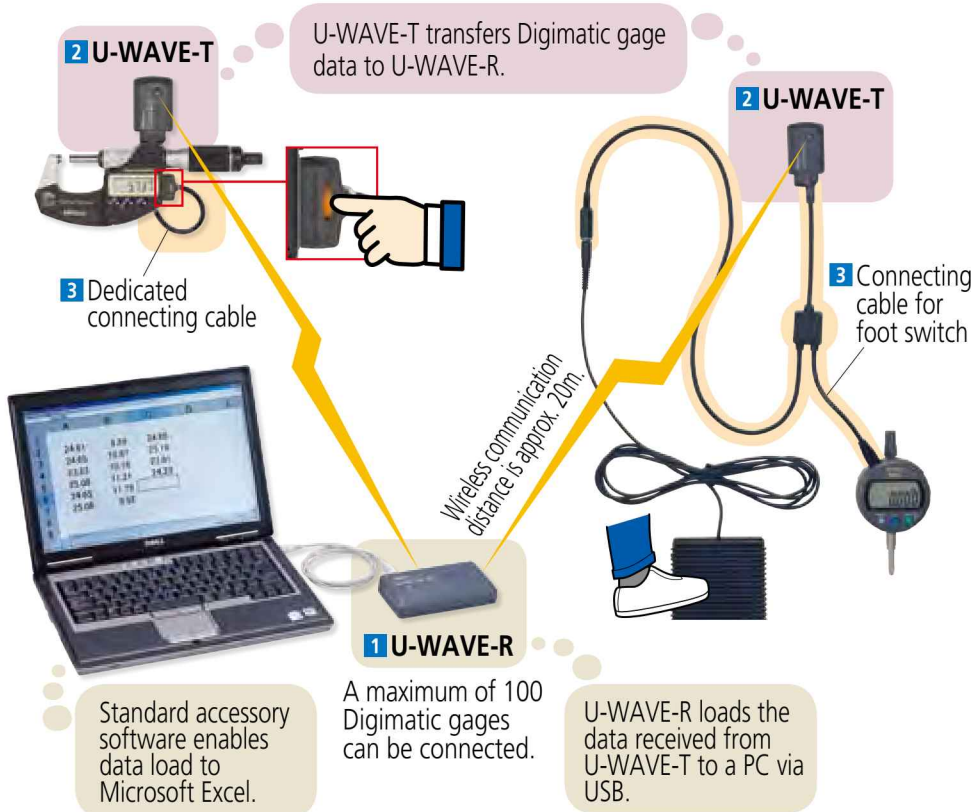 2 U-WAVE-T
U-WAVE-T transfers Digimatic gage
data to U-WAVE-R.
2 U-WAVE-T
3 Dedicated
connecting cable
3 Connecting
cable for
foot switch
Wireless communication
distance is approx. 20m.
1 U-WAVE-R
A maximum of 100
Digimatic gages
can be connected.
Standard accessory
software enables
data load to
Microsoft Excel.
U-WAVE-R loads the
data received from
U-WAVE-T to a PC via
USB.